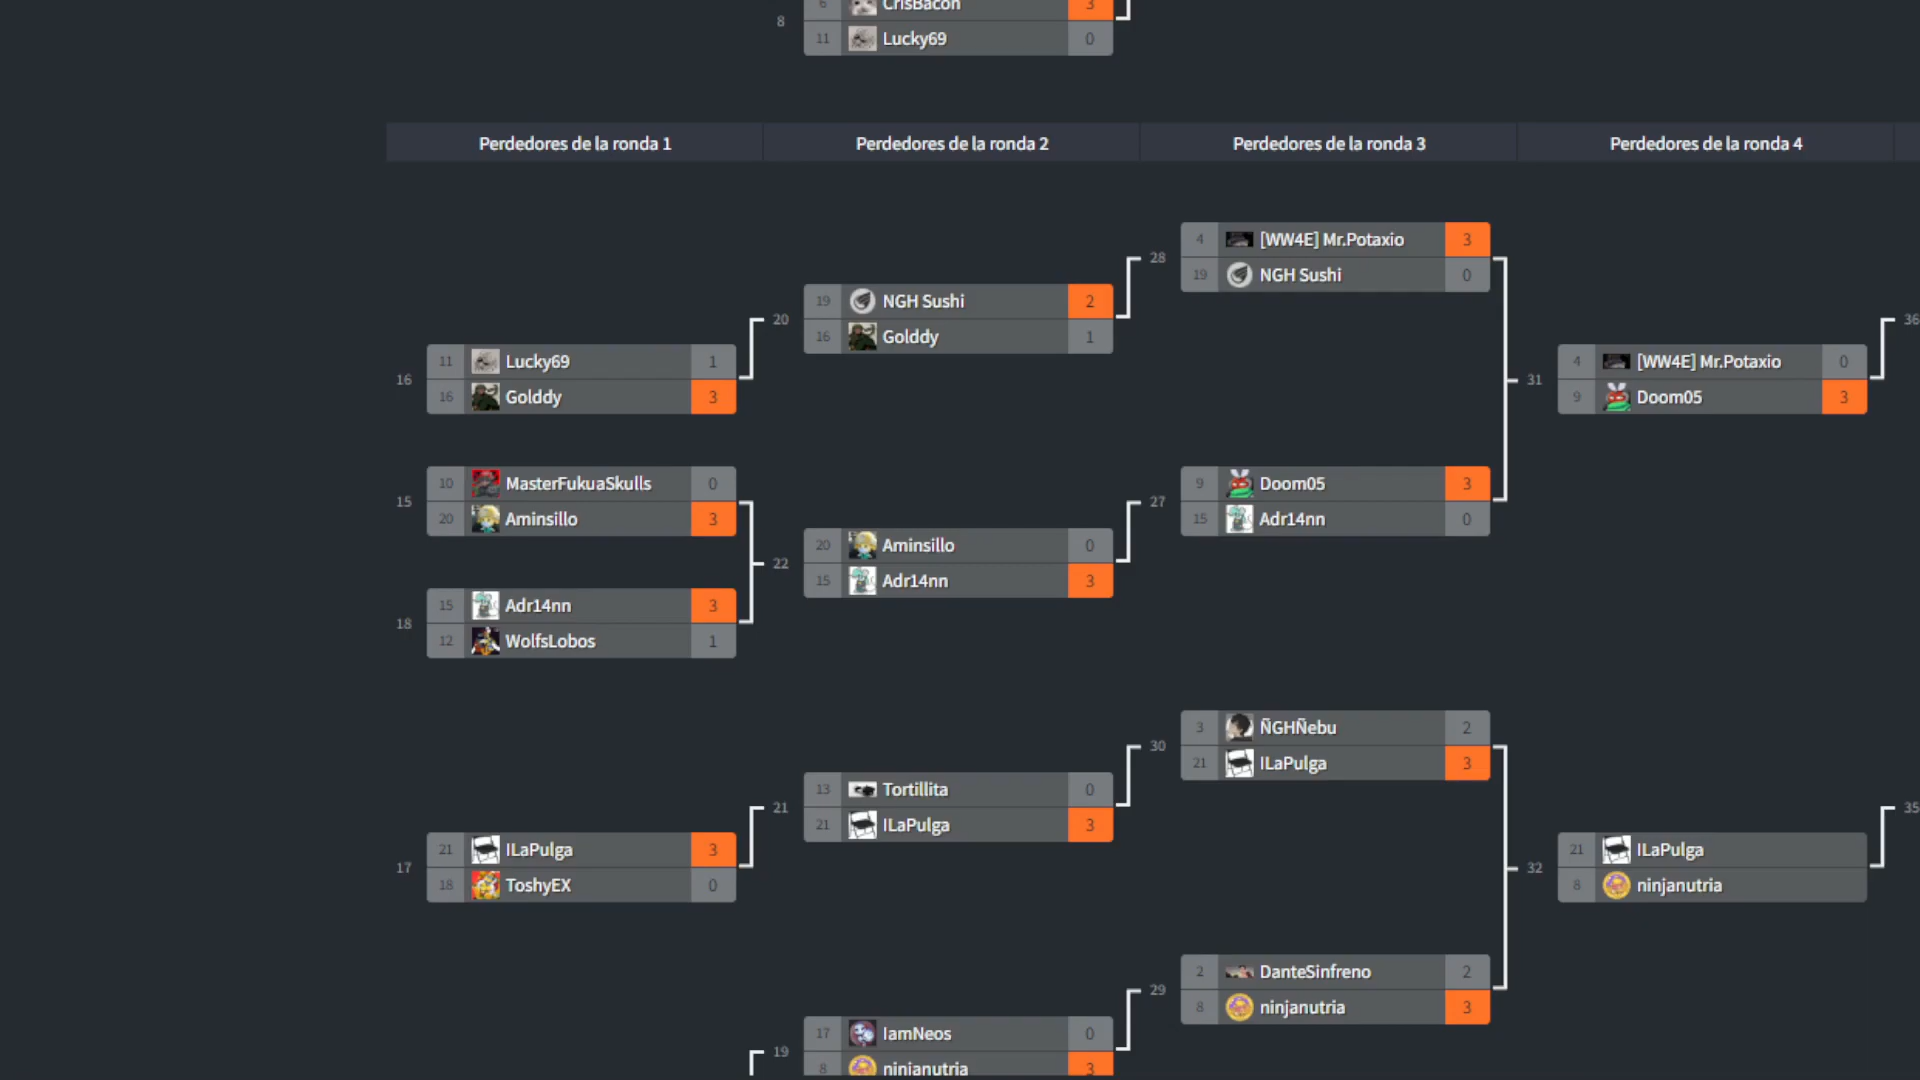 6 CrisBacon 3
8
11 Lucky69 0
Perdedores de la ronda 1
Perdedores de la ronda 2
Perdedores de la ronda 3
Perdedores de la ronda 4
16
11 Lucky69 1
16 Golddy 3
15
10 MasterFukuaSkulls 0
20 Aminsillo 3
18
15 Adr14nn 3
12 WolfsLobos 1
17
21 ILaPulga 3
18 ToshyEX 0
20
19 NGH Sushi 2
16 Golddy 1
22
20 Aminsillo 0
15 Adr14nn 3
21
13 Tortillita 0
21 ILaPulga 3
19
17 IamNeos 0
8 ninjanutria 3
28
4 [WW4E] Mr.Potaxio 3
19 NGH Sushi 0
27
9 Doom05 3
15 Adr14nn 0
30
3 ÑGHÑebu 2
21 ILaPulga 3
29
2 DanteSinfreno 2
8 ninjanutria 3
31
4 [WW4E] Mr.Potaxio 0
9 Doom05 3
32
21 ILaPulga
8 ninjanutria
36
35